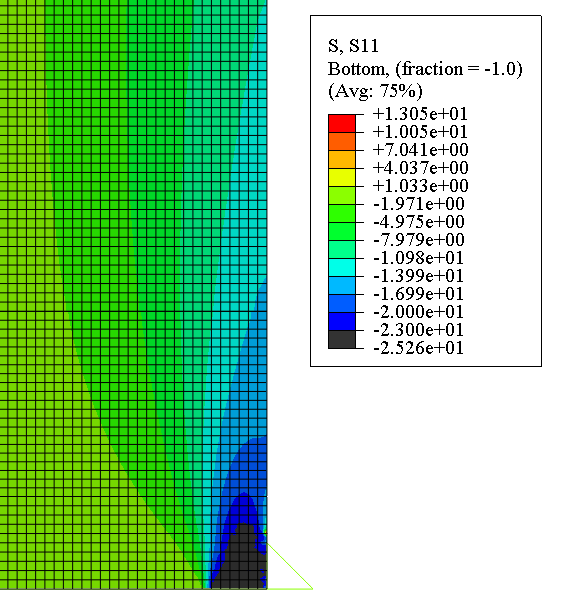 S, S11
Bottom, (fraction = -1.0)
(Avg: 75%)
+1.305e+01
+1.005e+01
+7.041e+00
+4.037e+00
+1.033e+00
-1.971e+00
-4.975e+00
-7.979e+00
-1.098e+01
-1.399e+01
-1.699e+01
-2.000e+01
-2.300e+01
-2.526e+01